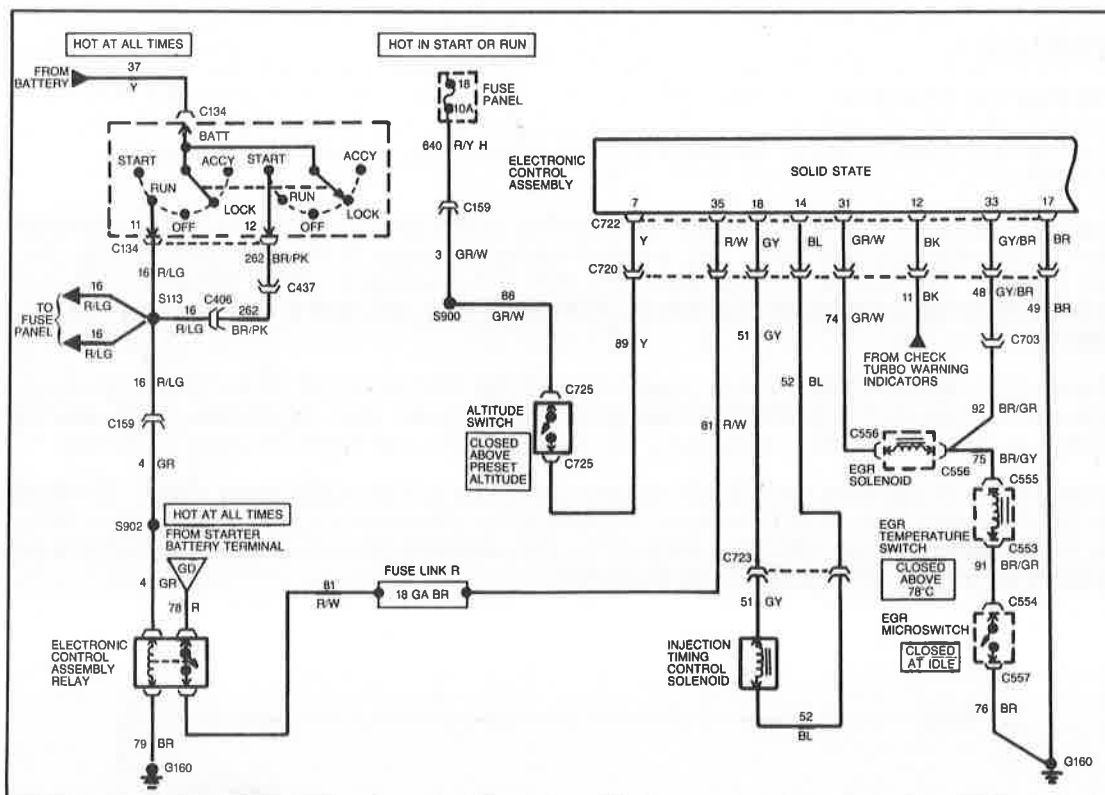 HOT AT ALL TIMES
HOT IN START OR RUN
FROM
BATTERY
37
Y
C134
BATT
START
ACCY
START
ACCY
RUN
RUN
LOCK
LOCK
OFF
OFF
11
12
C134
18
10A
FUSE
PANEL
640
R/Y H
C159
3
GR/W
S900
66
GR/W
262
BR/PK
C437
16
R/LG
S113
16
R/LG
16
R/LG
TO
FUSE
PANEL
16
R/LG
C406
262
BR/PK
16
R/LG
C159
4
GR
S902
HOT AT ALL TIMES
FROM STARTER
BATTERY TERMINAL
GD
4
GR
78
R
ELECTRONIC
CONTROL
ASSEMBLY
RELAY
79
BR
G160
81
R/W
FUSE LINK R
18 GA BR
ELECTRONIC
CONTROL
ASSEMBLY
SOLID STATE
7
35
18
14
31
12
33
17
C722
Y
R/W
GY
BL
GR/W
BK
GY/BR
BR
C720
89
Y
81
R/W
51
GY
52
BL
74
GR/W
11
BK
48
GY/BR
49
BR
FROM CHECK
TURBO WARNING
INDICATORS
C703
92
BR/GR
C725
ALTITUDE
SWITCH
CLOSED
ABOVE
PRESET
ALTITUDE
C725
C556
EGR
SOLENOID
C556
75
BR/GY
C555
EGR
TEMPERATURE
SWITCH
CLOSED
ABOVE
78°C
C553
91
BR/GR
C554
EGR
MICROSWITCH
CLOSED
AT IDLE
C557
76
BR
G160
C723
51
GY
INJECTION
TIMING
CONTROL
SOLENOID
52
BL